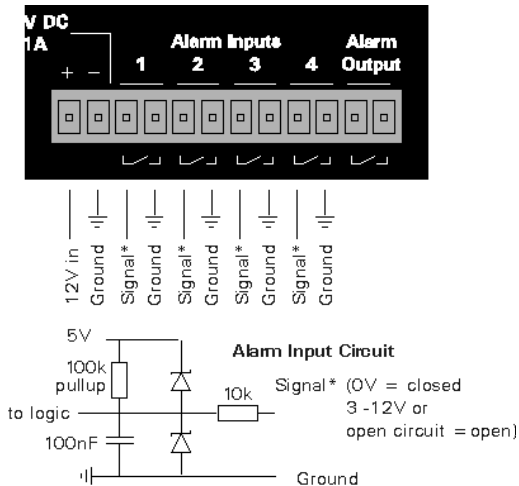 V DC
1A
+ −
Alarm Inputs
1 2 3 4
Alarm
Output
12V in
Ground
Signal*
Ground
Signal*
Ground
Signal*
Ground
Signal*
Ground
5V
100k
pullup
to logic
100nF
10k
Alarm Input Circuit
Signal* (0V = closed
3 -12V or
open circuit = open)
Ground